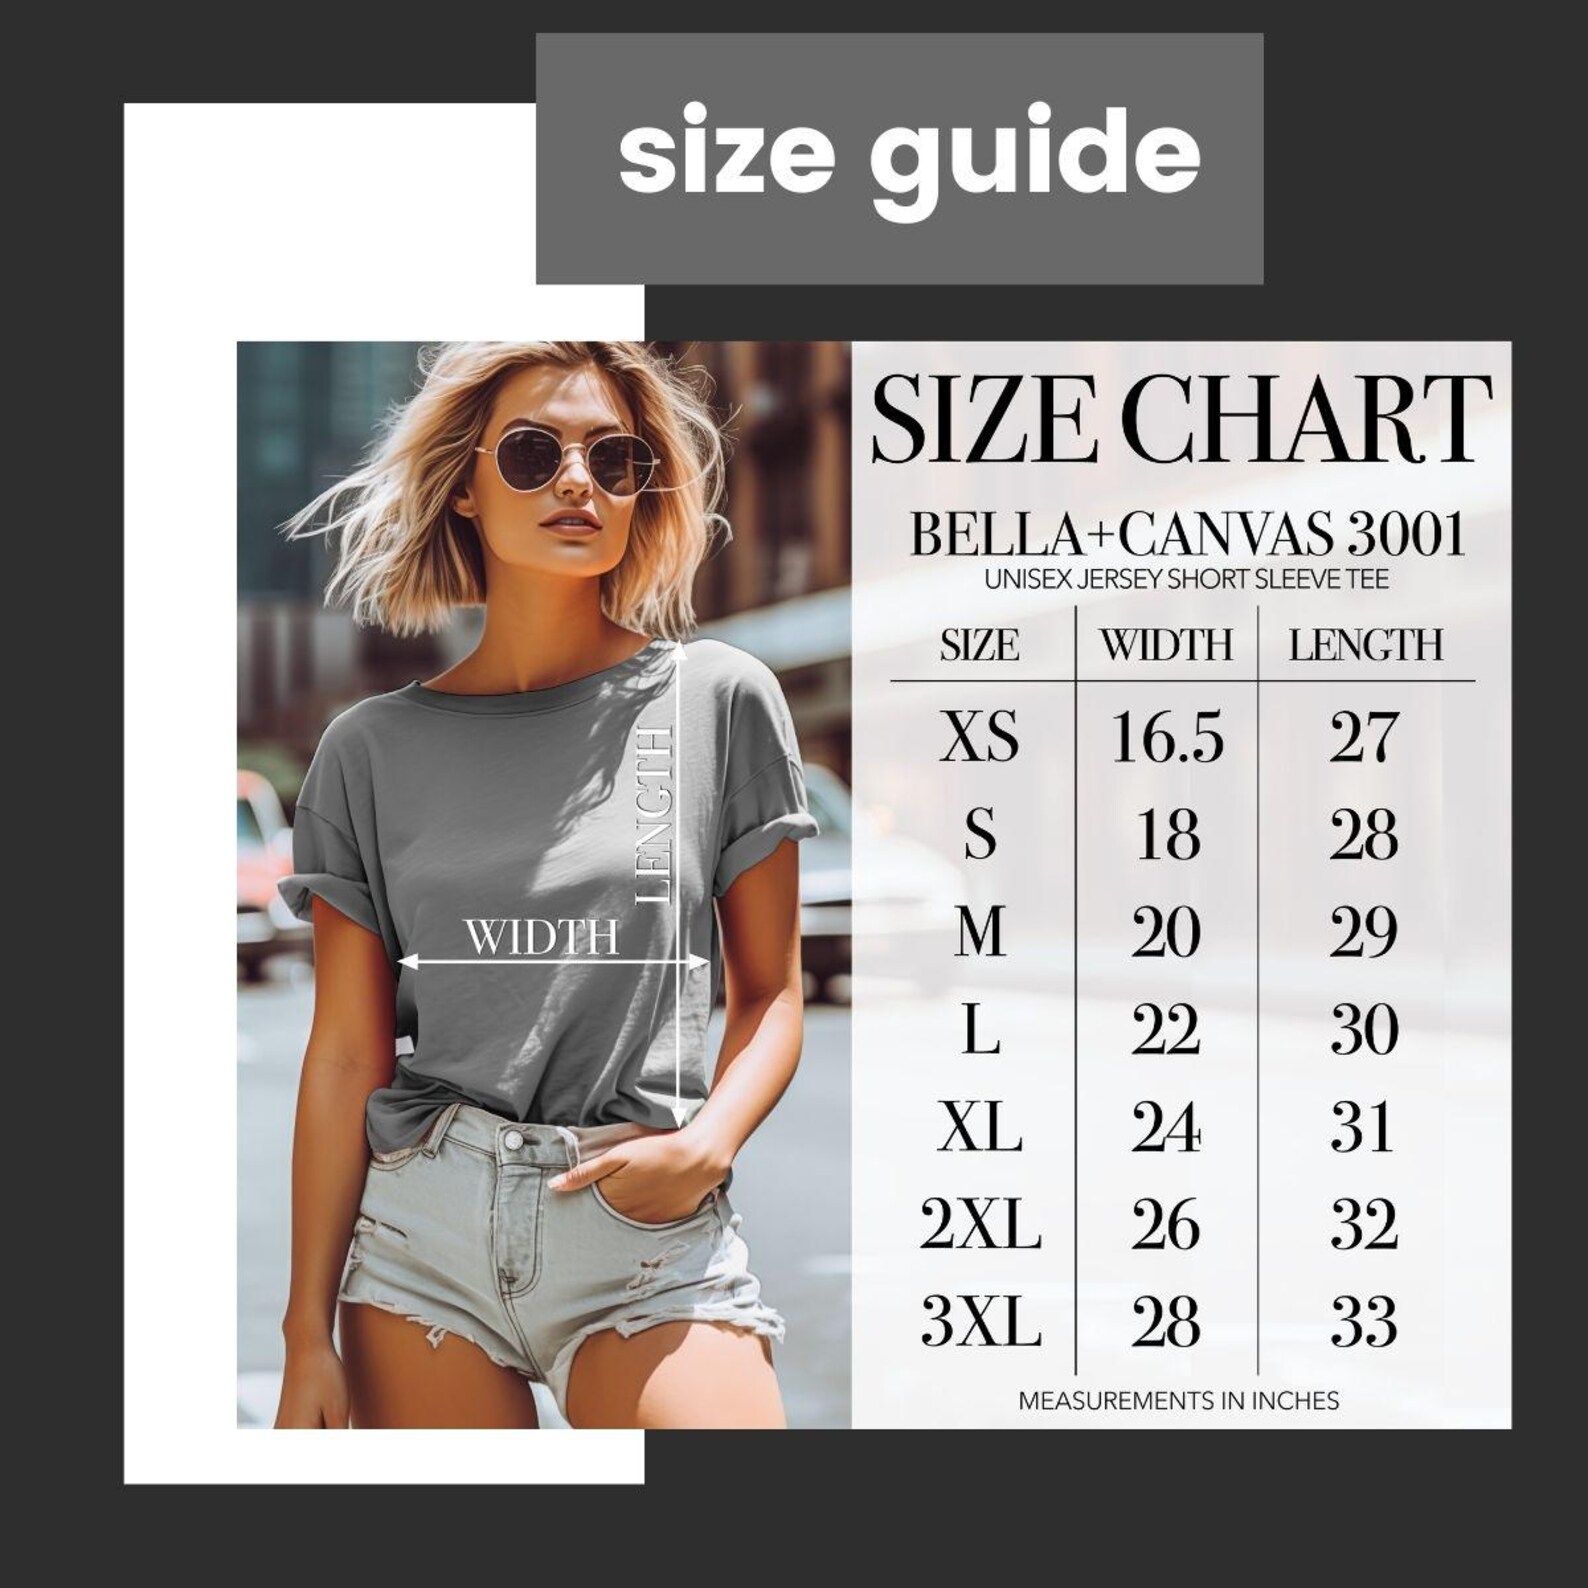 size guide
SIZE CHART
BELLA+CANVAS 3001
UNISEX JERSEY SHORT SLEEVE TEE
SIZE WIDTH LENGTH
XS 16.5 27
S 18 28
M 20 29
L 22 30
XL 24 31
2XL 26 32
3XL 28 33
MEASUREMENTS IN INCHES
LENGTH
WIDTH